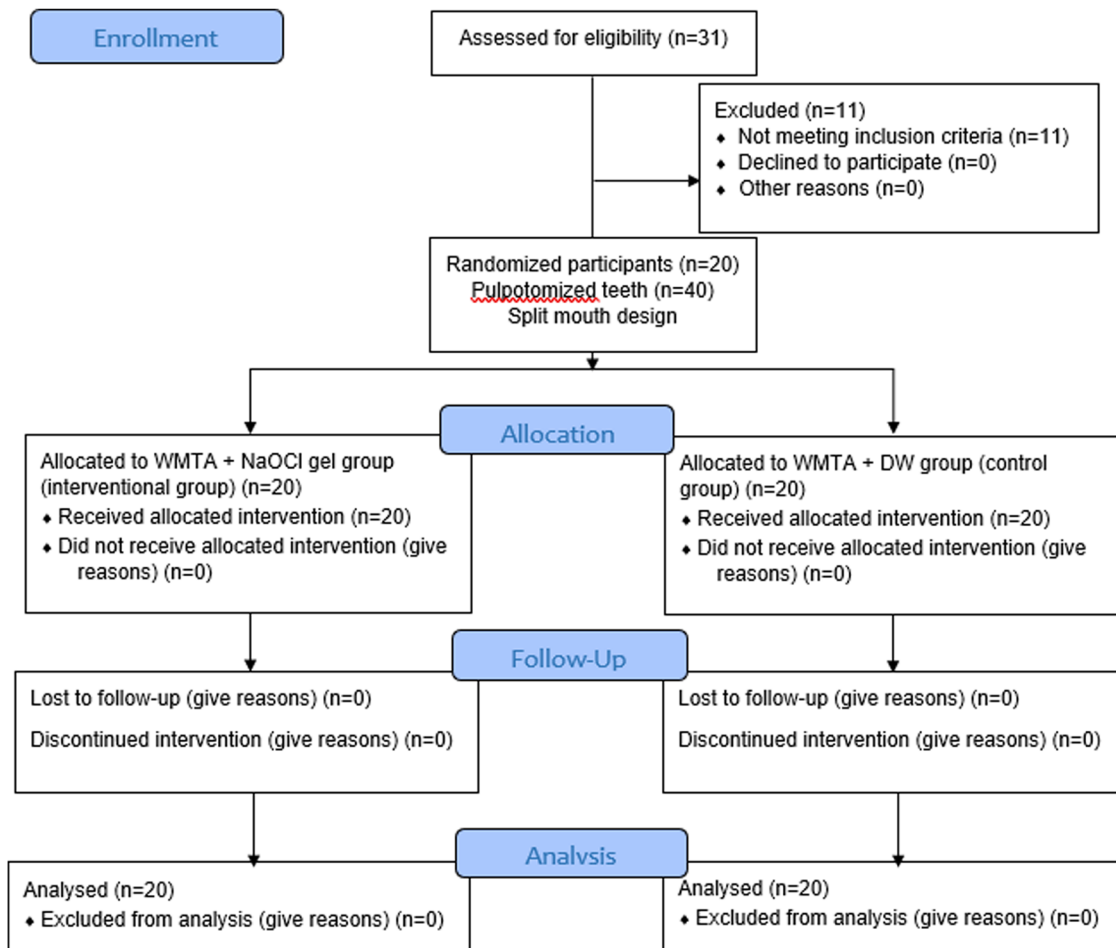 Enrollment
Assessed for eligibility (n=31)
Excluded (n=11)
♦ Not meeting inclusion criteria (n=11)
♦ Declined to participate (n=0)
♦ Other reasons (n=0)
Randomized participants (n=20)
Pulpotomized teeth (n=40)
Split mouth design
Allocation
Allocated to WMTA + NaOCl gel group
(interventional group) (n=20)
♦ Received allocated intervention (n=20)
♦ Did not receive allocated intervention (give
reasons) (n=0)
Allocated to WMTA + DW group (control
group) (n=20)
♦ Received allocated intervention (n=20)
♦ Did not receive allocated intervention (give
reasons) (n=0)
Follow-Up
Lost to follow-up (give reasons) (n=0)
Discontinued intervention (give reasons) (n=0)
Lost to follow-up (give reasons) (n=0)
Discontinued intervention (give reasons) (n=0)
Analysis
Analysed (n=20)
♦ Excluded from analysis (give reasons) (n=0)
Analysed (n=20)
♦ Excluded from analysis (give reasons) (n=0)